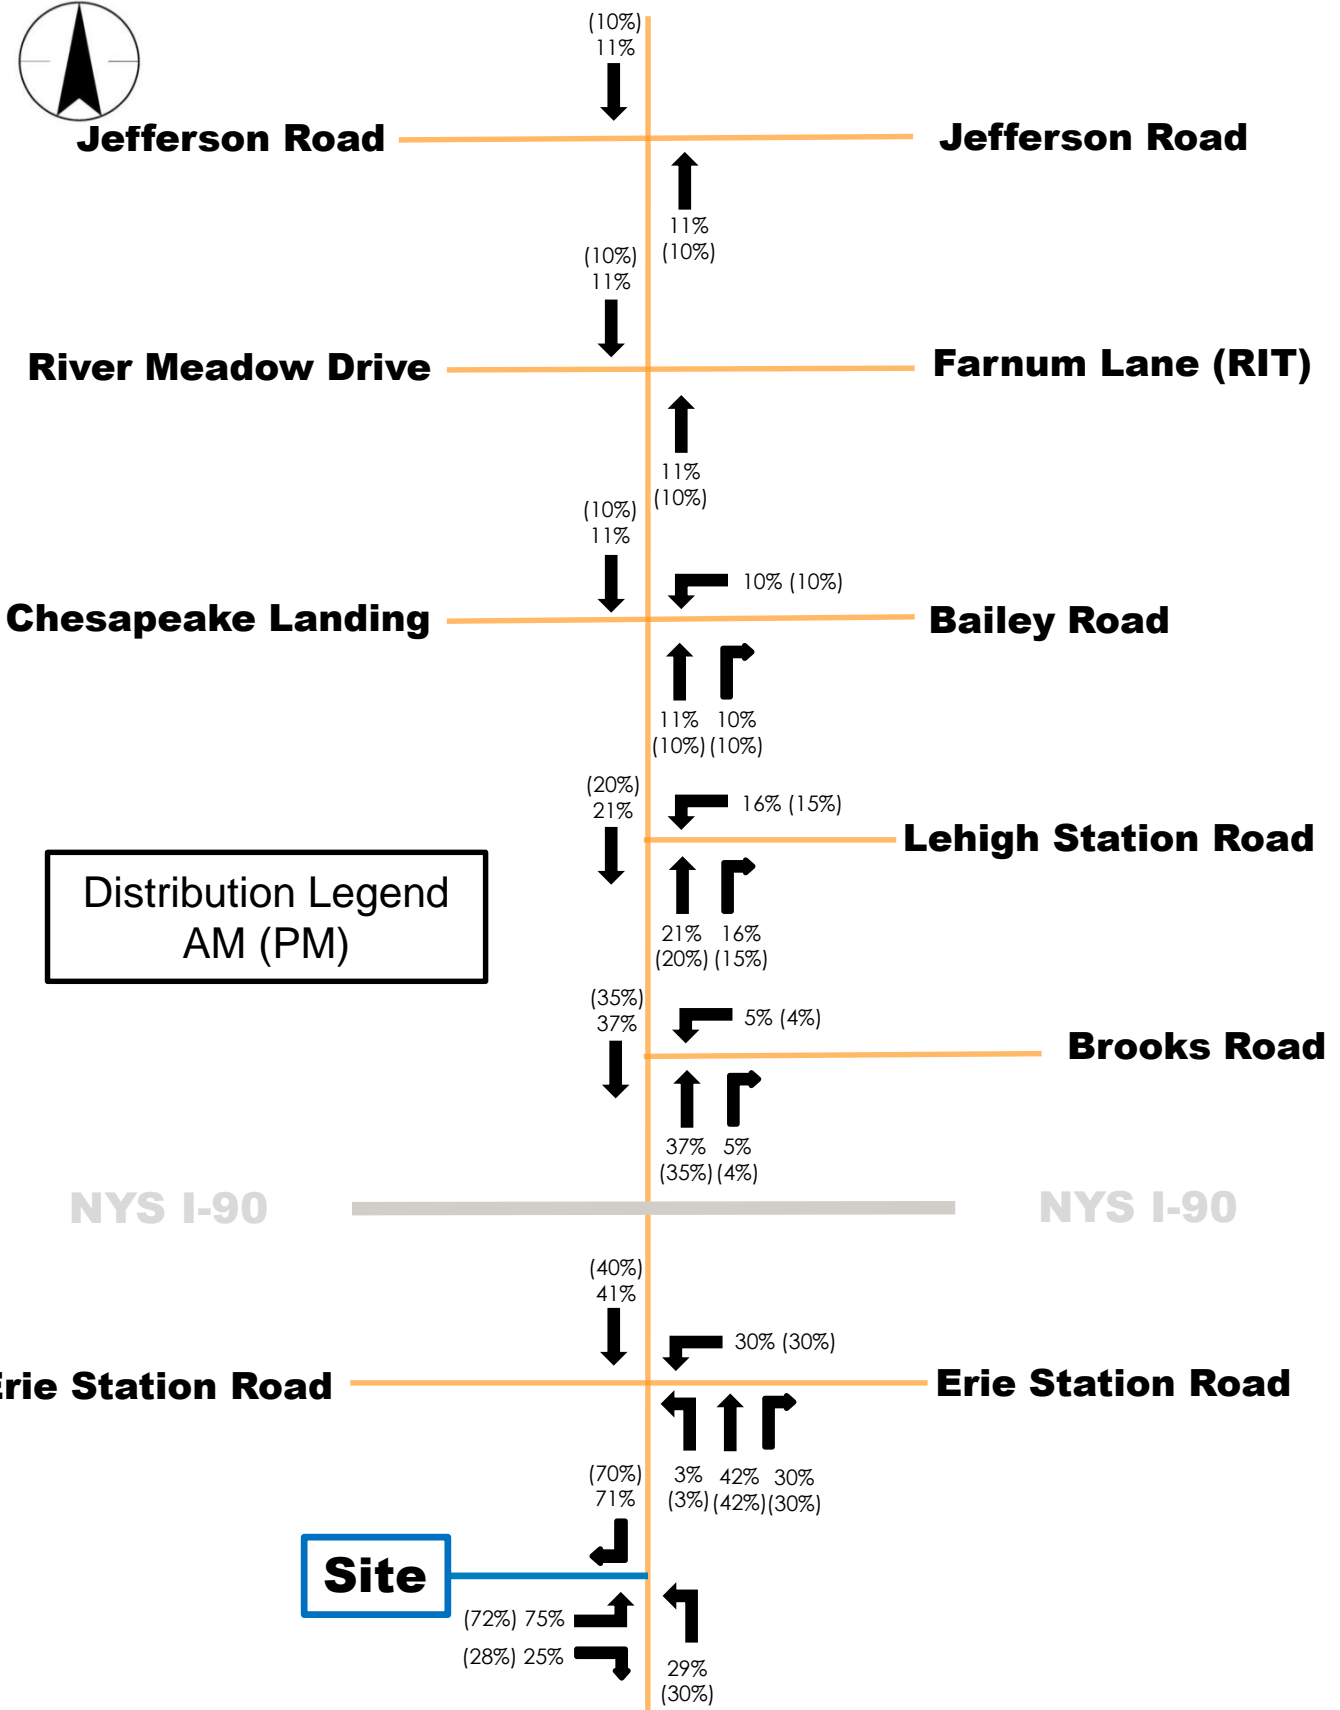 (10%)
11%
Jefferson Road
Jefferson Road
11%
(10%)
(10%)
11%
River Meadow Drive
Farnum Lane (RIT)
11%
(10%)
(10%)
11%
10% (10%)
Chesapeake Landing
Bailey Road
11% 10%
(10%) (10%)
(20%)
21%
16% (15%)
Lehigh Station Road
Distribution Legend
AM (PM)
21% 16%
(20%) (15%)
(35%)
37%
5% (4%)
Brooks Road
37% 5%
(35%) (4%)
NYS I-90
NYS I-90
(40%)
41%
30% (30%)
Erie Station Road
Erie Station Road
3% 42% 30%
(3%) (42%) (30%)
(70%)
71%
Site
(72%) 75%
(28%) 25%
29%
(30%)